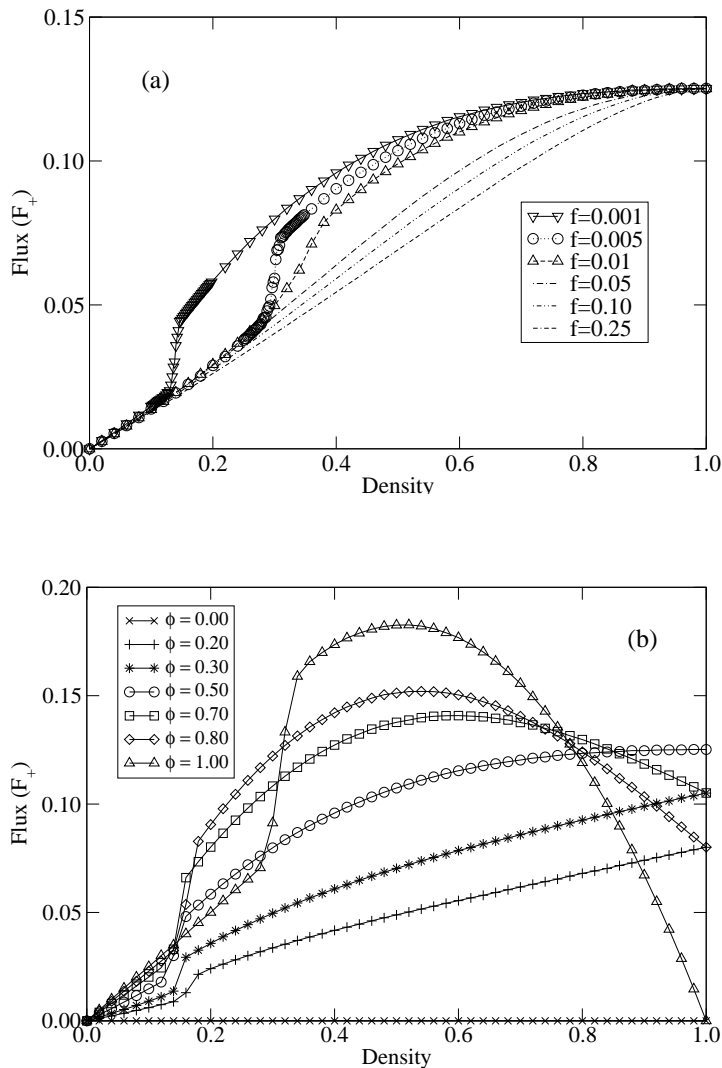 0.15
(a)
0.10
Flux (F₊)
0.05
f=0.001
f=0.005
f=0.01
f=0.05
f=0.10
f=0.25
0.00
0.0 0.2 0.4 0.6 0.8 1.0
Density
0.20
ϕ = 0.00
ϕ = 0.20
ϕ = 0.30
ϕ = 0.50
ϕ = 0.70
ϕ = 0.80
ϕ = 1.00
(b)
0.15
Flux (F₊)
0.10
0.05
0.00
0.0 0.2 0.4 0.6 0.8 1.0
Density